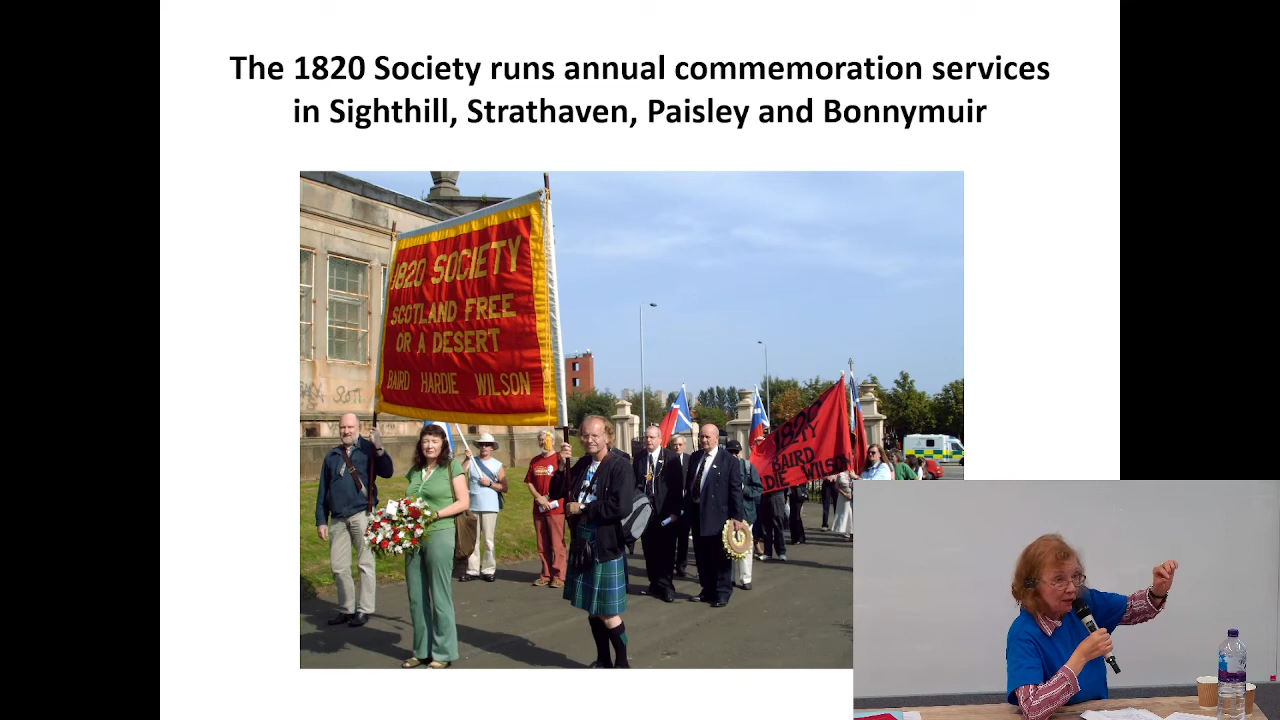 The 1820 Society runs annual commemoration services
in Sighthill, Strathaven, Paisley and Bonnymuir
1820 SOCIETY
SCOTLAND FREE
OR A DESERT
BAIRD HARDIE WILSON
1820
BAIRD
DIE WILSON